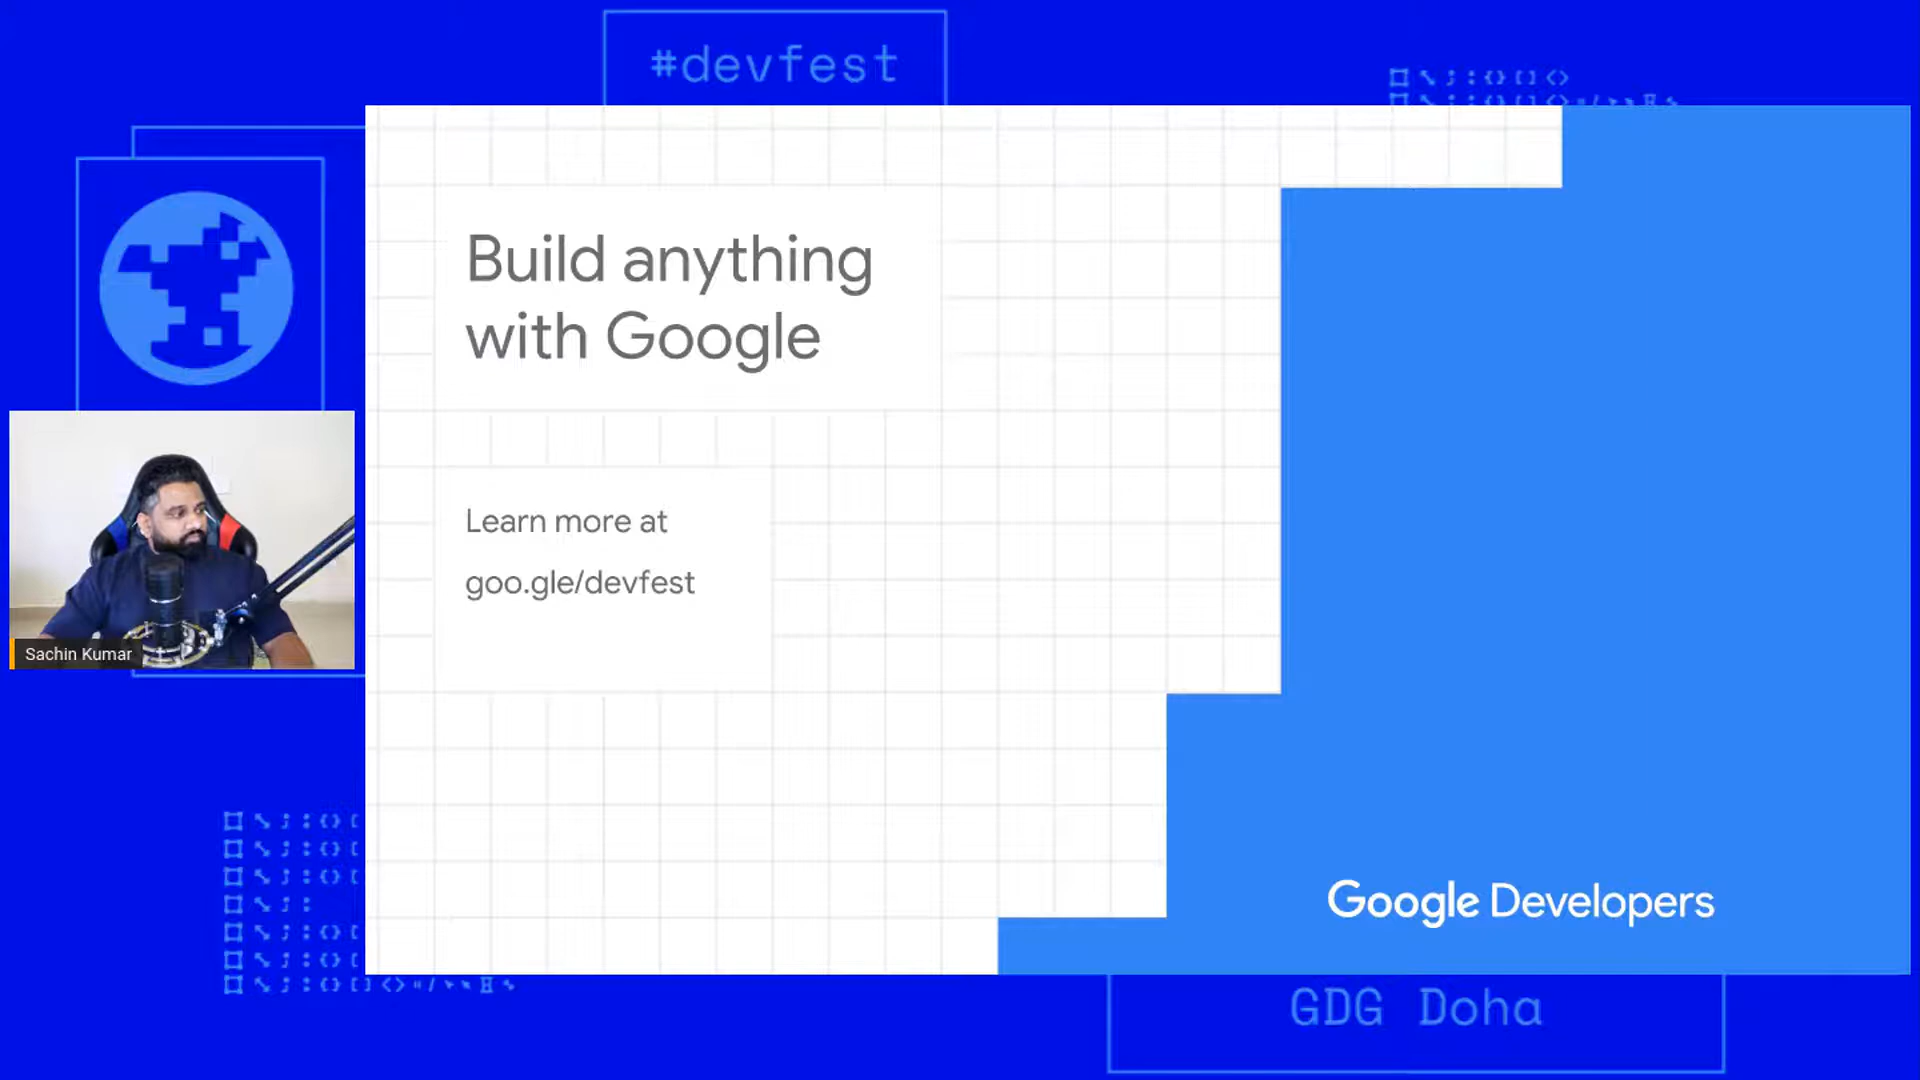 #devfest
Build anything
with Google
Learn more at
goo.gle/devfest
Sachin Kumar
Google Developers
GDG Doha